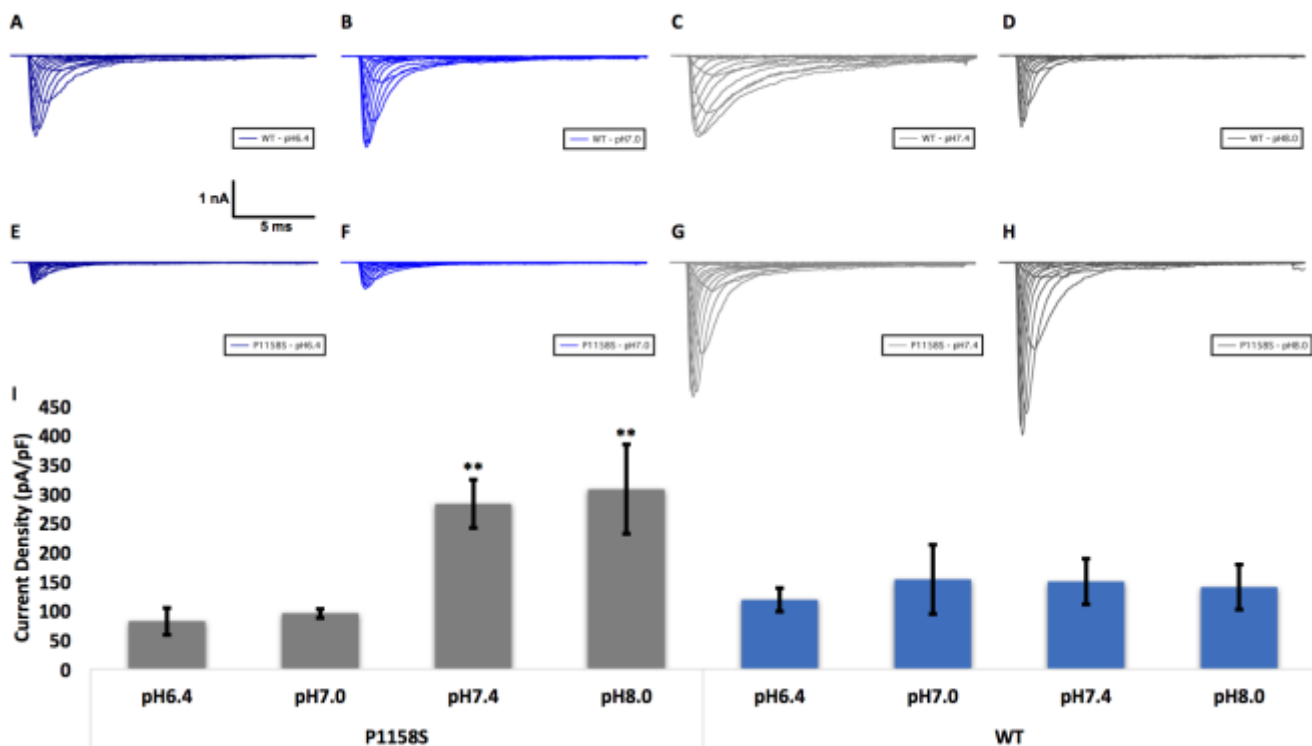 A
B
C
D
WT - pH6.4
WT - pH7.0
WT - pH7.4
WT - pH8.0
1 nA
5 ms
E
F
G
H
P1158S - pH6.4
P1158S - pH7.0
P1158S - pH7.4
P1158S - pH8.0
I
Current Density (pA/pF)
450
400
350
300
250
200
150
100
50
0
**
**
pH6.4
pH7.0
pH7.4
pH8.0
pH6.4
pH7.0
pH7.4
pH8.0
P1158S
WT